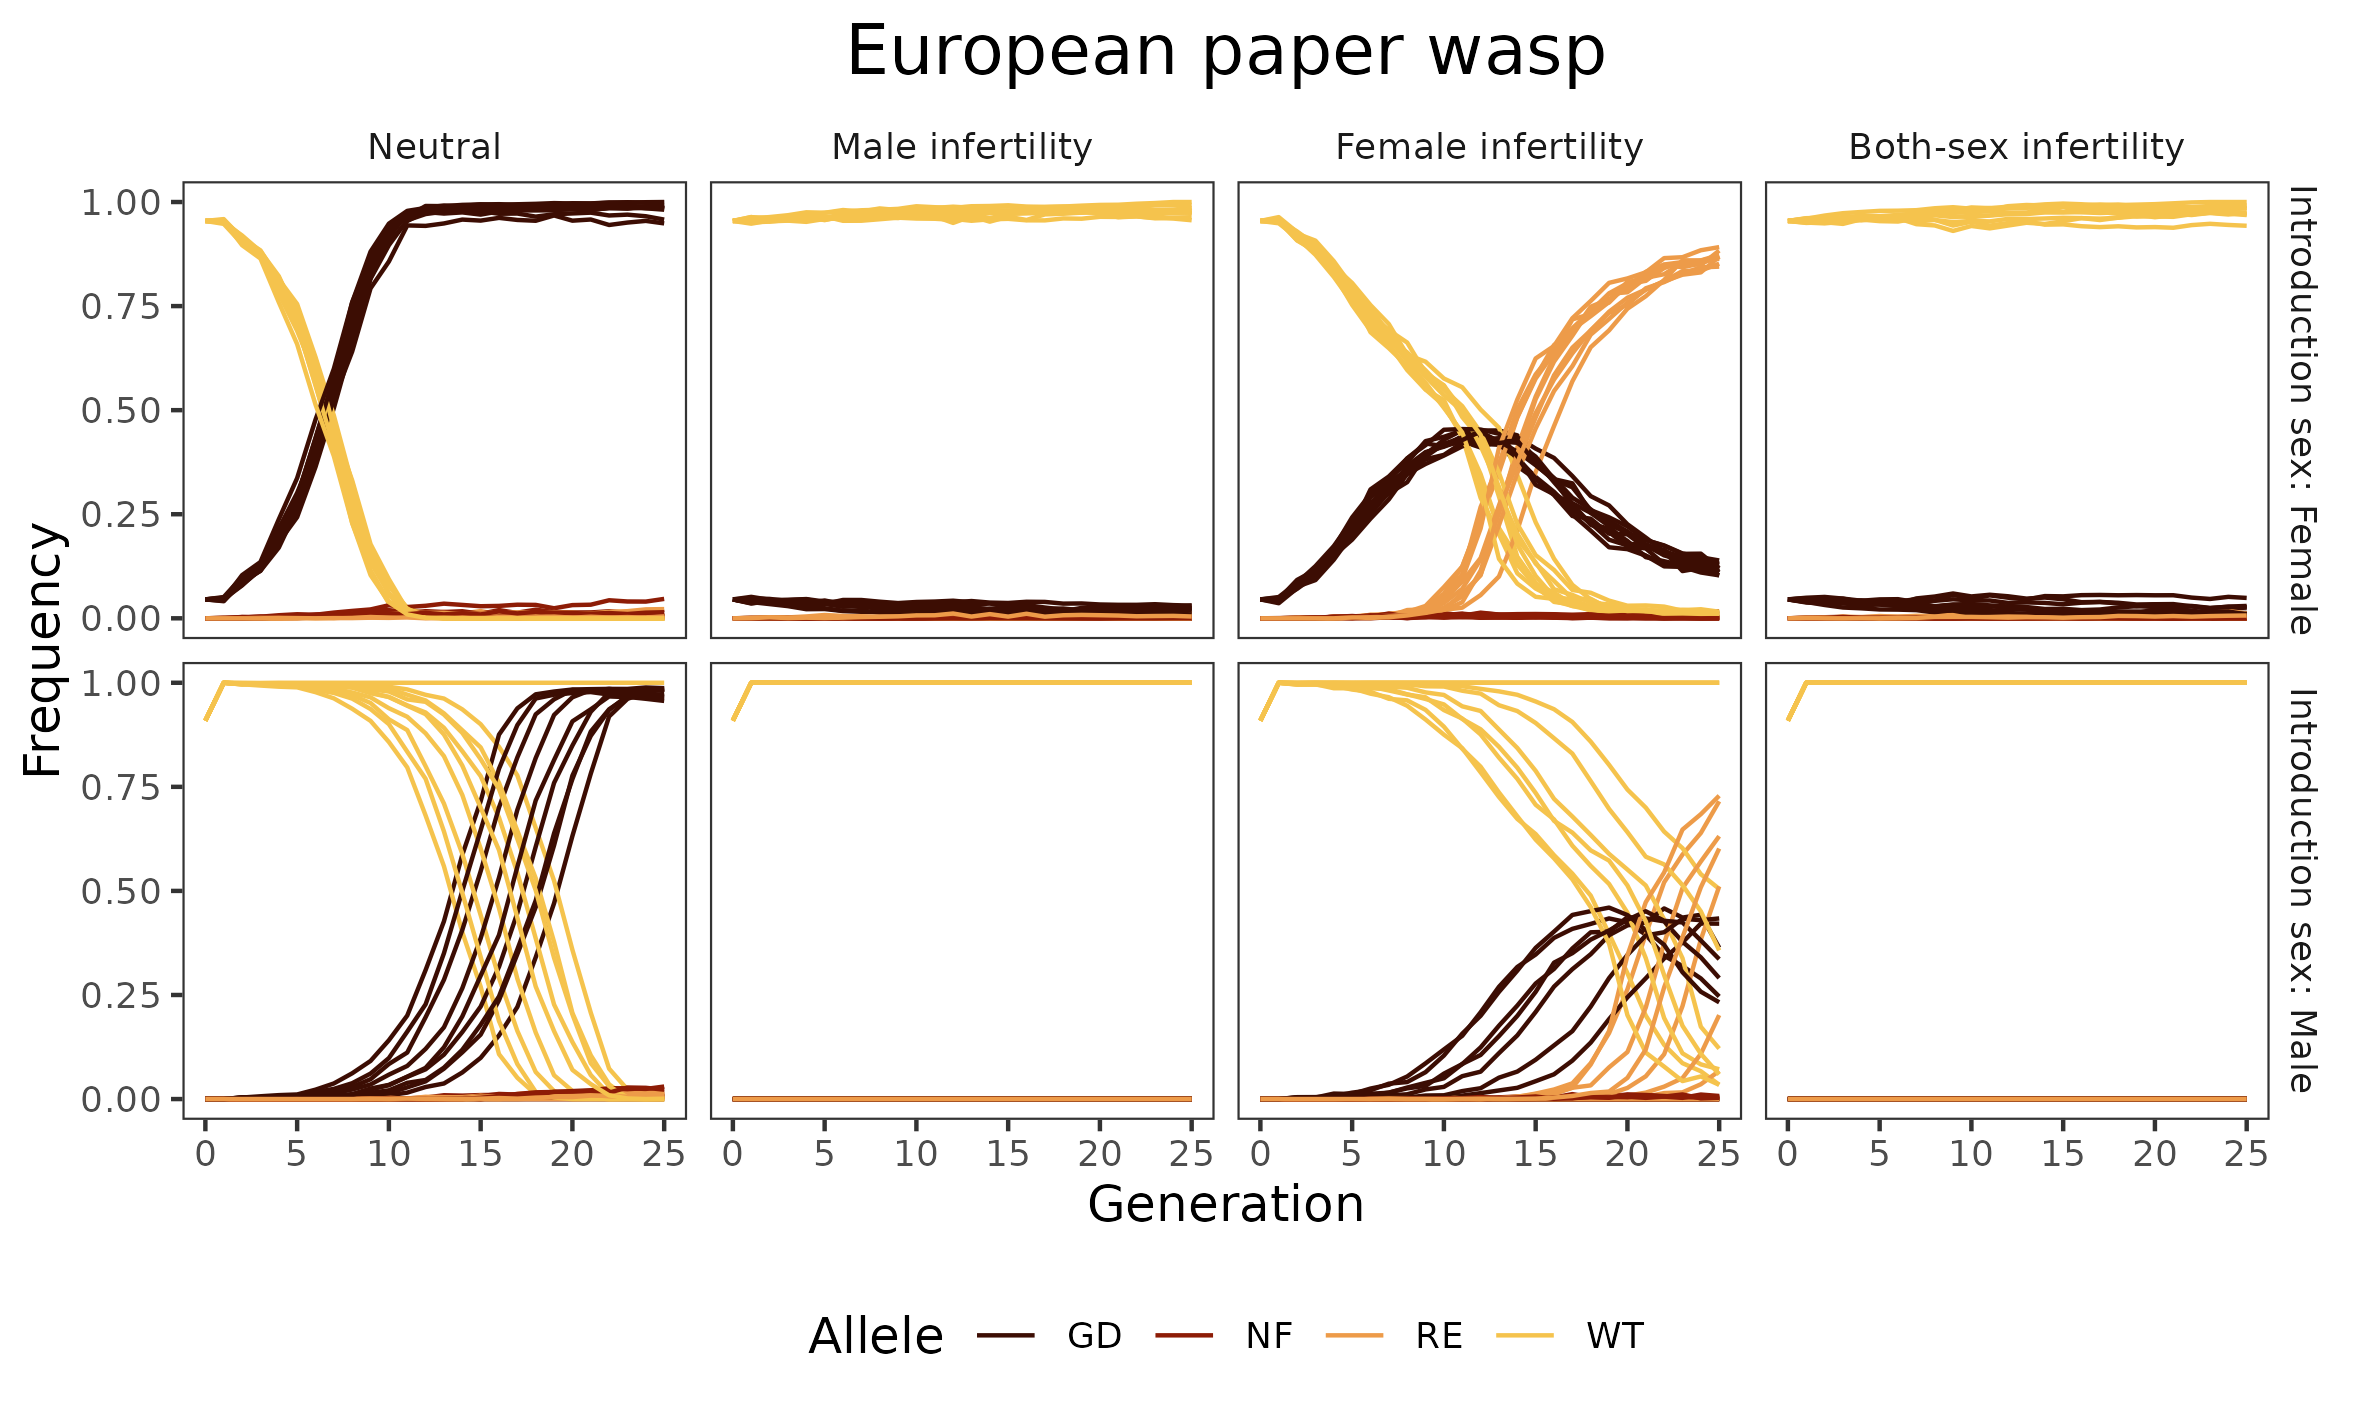 European paper wasp
Neutral
Male infertility
Female infertility
Both-sex infertility
Frequency
1.00
0.75
0.50
0.25
0.00
Introduction sex: Female
1.00
0.75
0.50
0.25
0.00
Introduction sex: Male
0 5 10 15 20 25
0 5 10 15 20 25
0 5 10 15 20 25
0 5 10 15 20 25
Generation
Allele GD NF RE WT